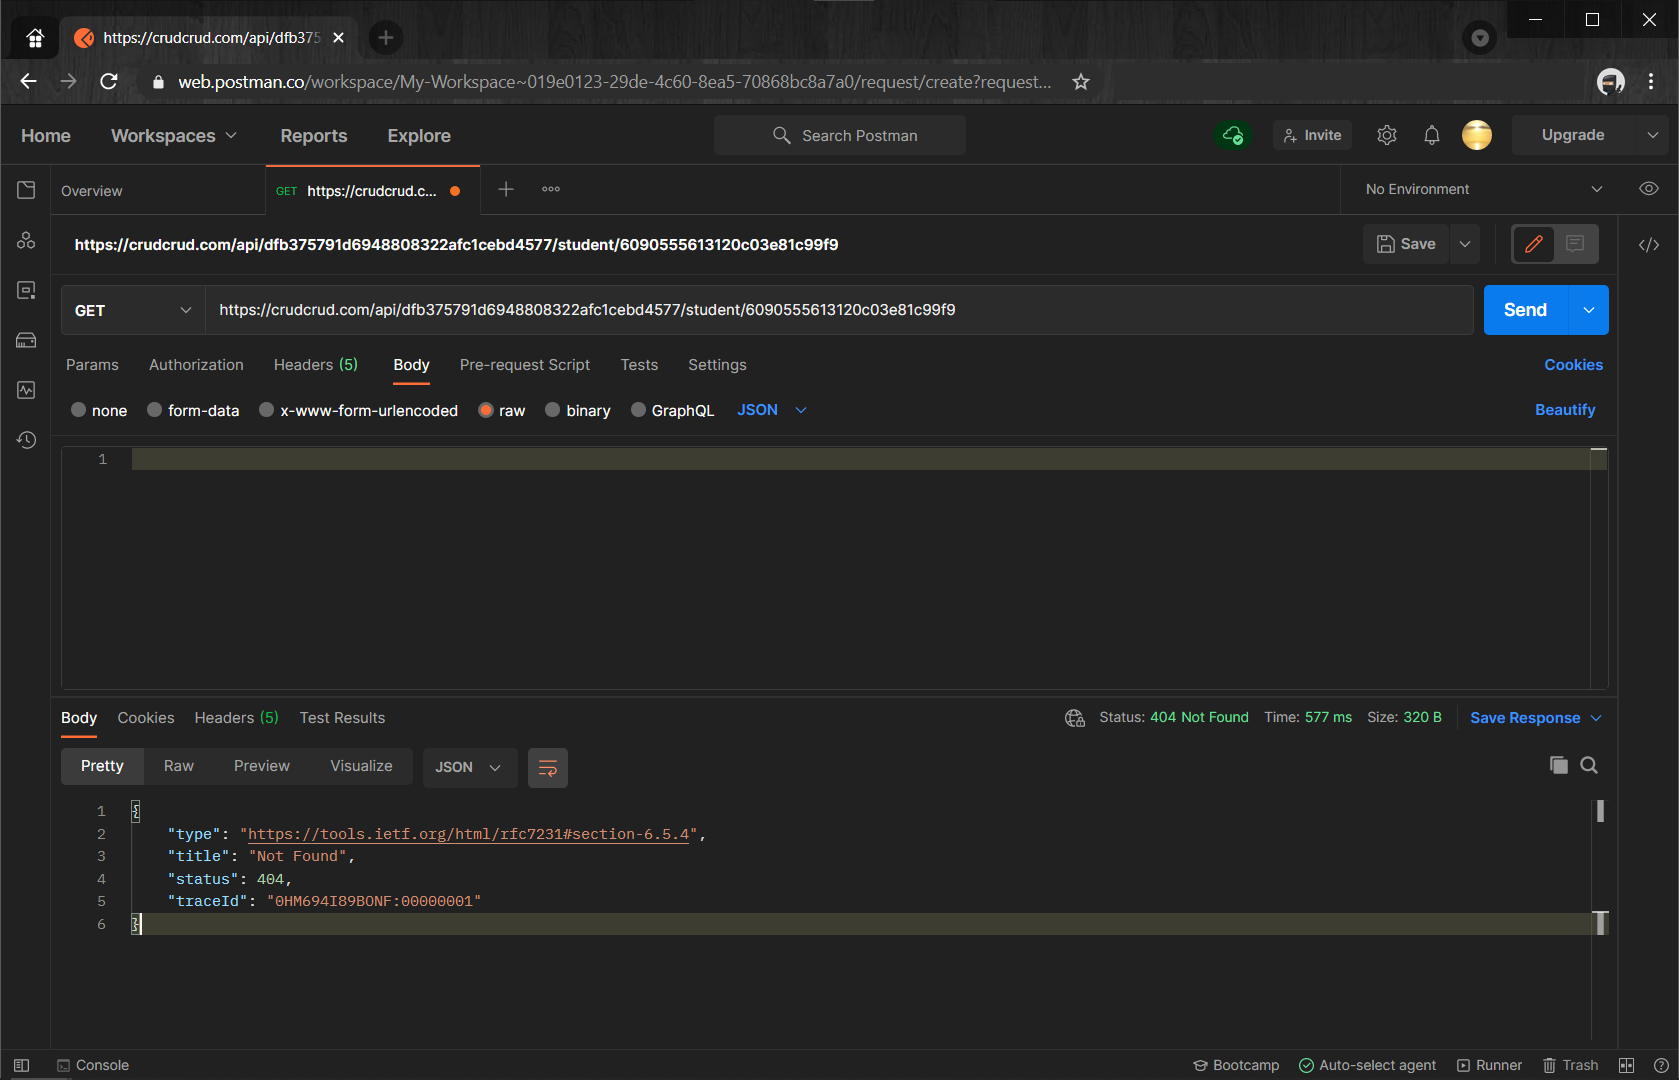 https://crudcrud.com/api/dfb375
web.postman.co/workspace/My-Workspace~019e0123-29de-4c60-8ea5-70868bc8a7a0/request/create?request...
Home Workspaces Reports Explore Search Postman Invite Upgrade
Overview GET https://crudcrud.c... No Environment
https://crudcrud.com/api/dfb375791d6948808322afc1cebd4577/student/6090555613120c03e81c99f9 Save
GET https://crudcrud.com/api/dfb375791d6948808322afc1cebd4577/student/6090555613120c03e81c99f9 Send
Params Authorization Headers (5) Body Pre-request Script Tests Settings Cookies
none form-data x-www-form-urlencoded raw binary GraphQL JSON Beautify
1
Body Cookies Headers (5) Test Results Status: 404 Not Found Time: 577 ms Size: 320 B Save Response
Pretty Raw Preview Visualize JSON
1 {
2 "type": "https://tools.ietf.org/html/rfc7231#section-6.5.4",
3 "title": "Not Found",
4 "status": 404,
5 "traceId": "0HM694I89BONF:00000001"
6 }
Console Bootcamp Auto-select agent Runner Trash